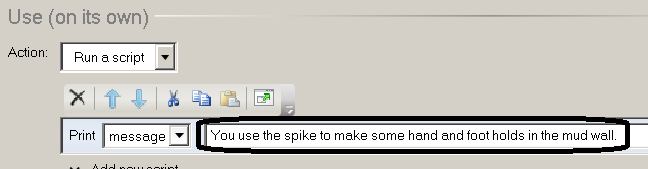 Use (on its own)
Action: Run a script
Print message You use the spike to make some hand and foot holds in the mud wall.
Add new script